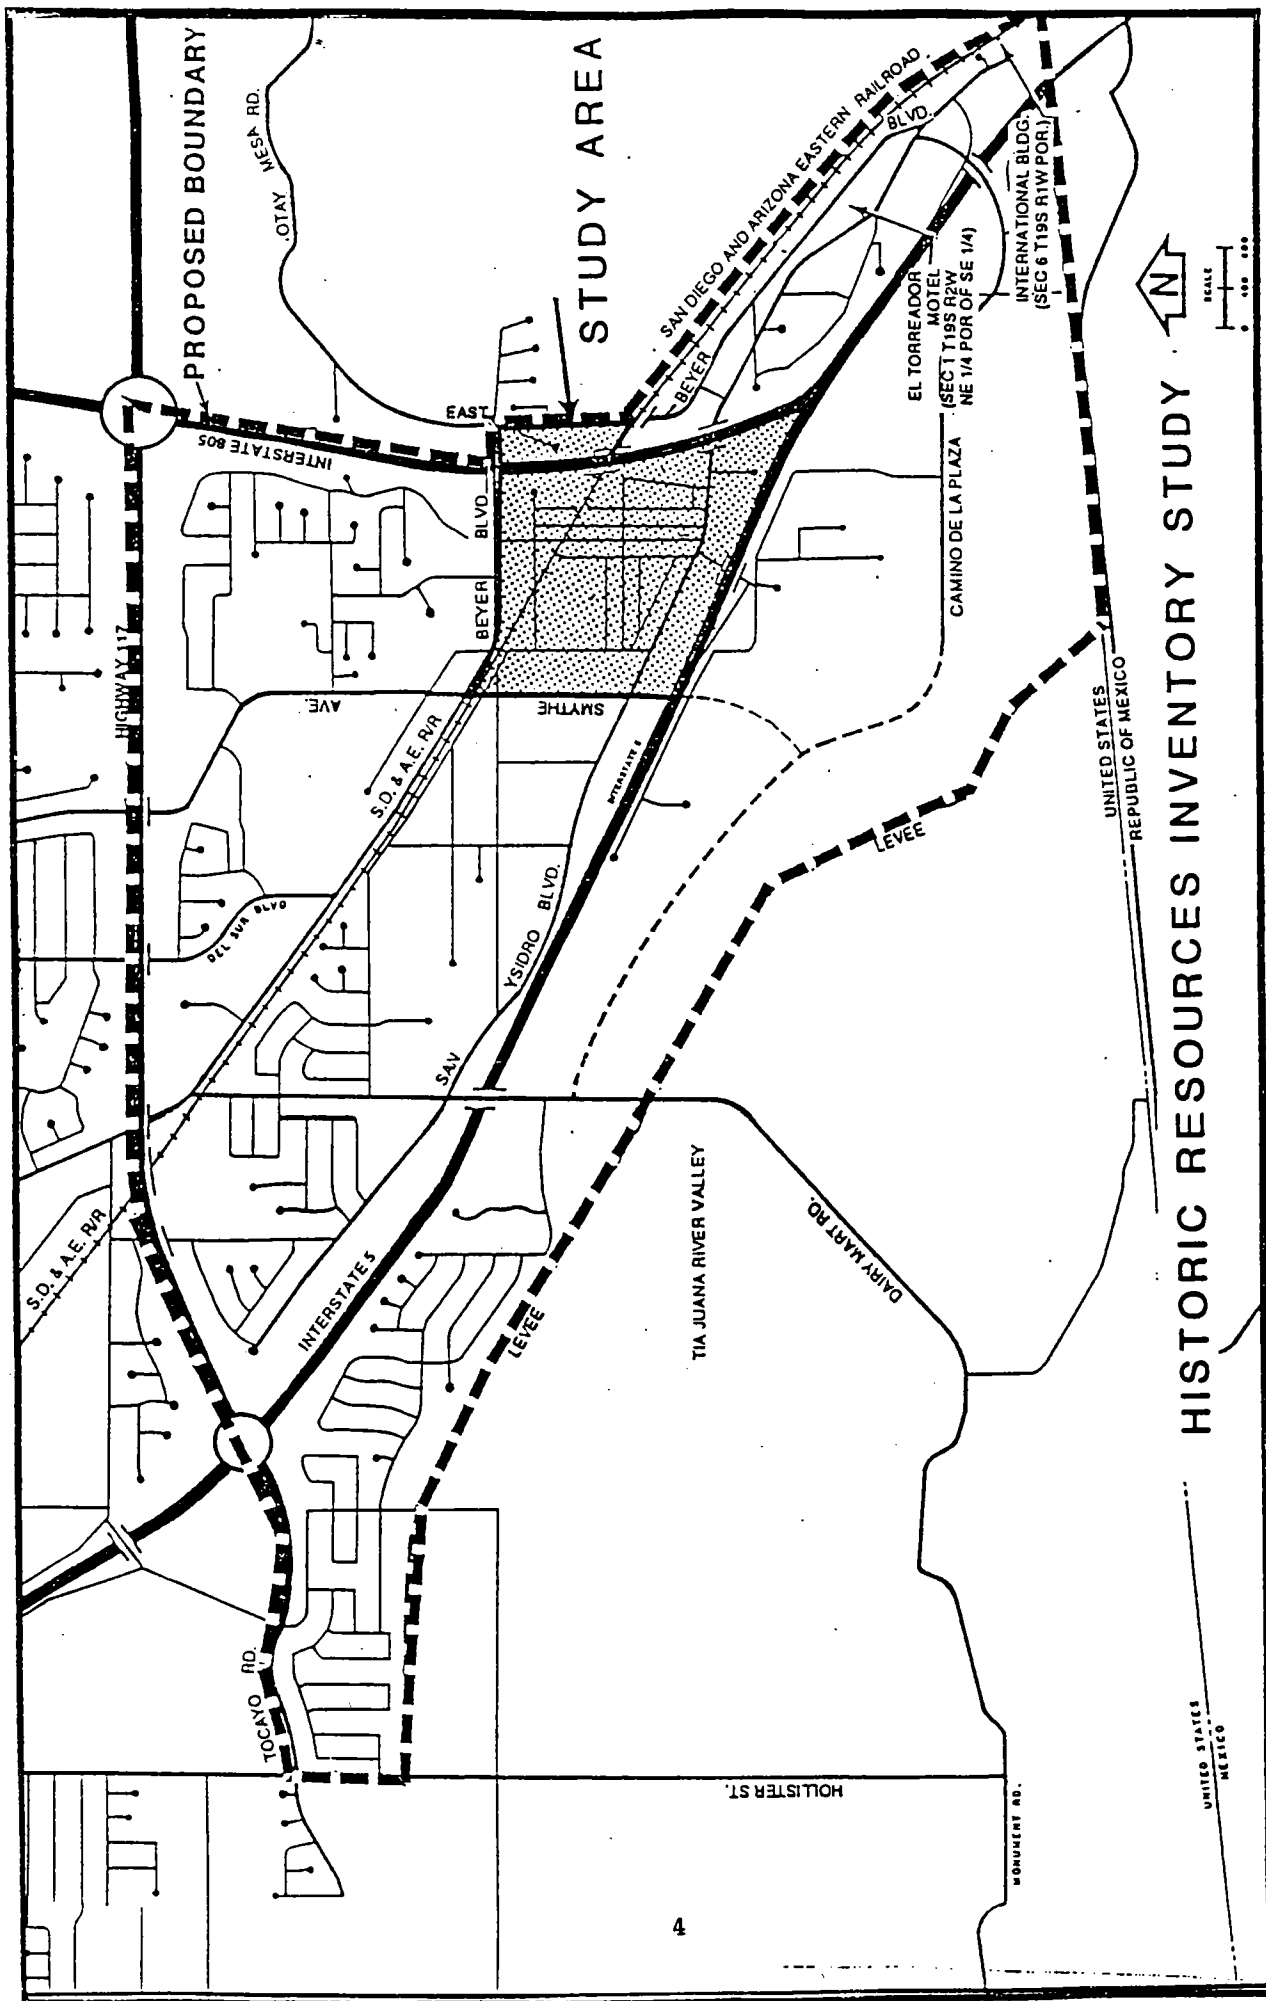 HISTORIC RESOURCES INVENTORY STUDY
PROPOSED BOUNDARY
STUDY AREA
OTAY MESA RD.
INTERSTATE 805
HIGHWAY 117
EAST
BEYER BLVD.
SAN DIEGO AND ARIZONA EASTERN RAILROAD
BEYER
BLVD.
EL TORREADOR
MOTEL
(SEC 1 T19S R2W
NE 1/4 POR OF SE 1/4)
INTERNATIONAL BLDG.
(SEC 6 T19S R1W POR.)
N
SCALE
0 400 800
CAMINO DE LA PLAZA
SMYTHE
AVE.
S.D. & A.E. R/R
INTERSTATE 5
DEL SUR BLVD
SAN YSIDRO BLVD.
LEVEE
UNITED STATES
REPUBLIC OF MEXICO
S.D. & A.E. R/R
INTERSTATE 5
LEVEE
TIA JUANA RIVER VALLEY
DAIRY MART RD.
TOCAYO RD.
HOLLISTER ST.
MONUMENT RD.
UNITED STATES
MEXICO
4